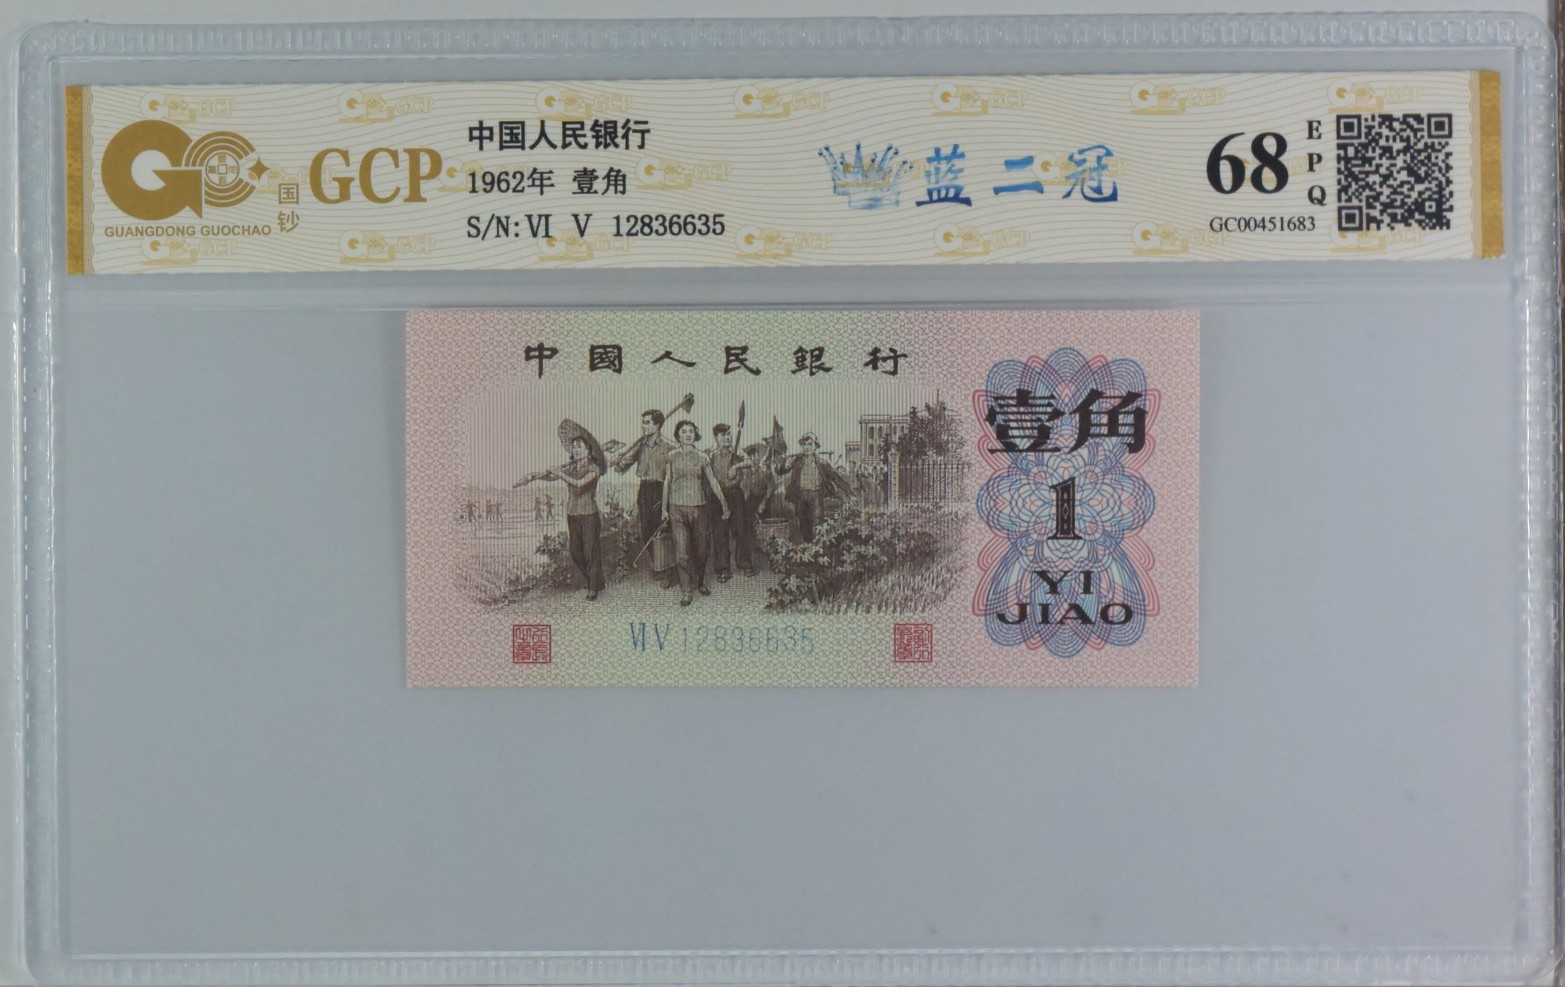 GCP
国钞
GUANGDONG GUOCHAO
中国人民银行
1962年 壹角
S/N:VI V 12836635
蓝二冠
68
EPQ
GC00451683
中國人民銀行
壹角
1
YI
JIAO
VI V 12836635